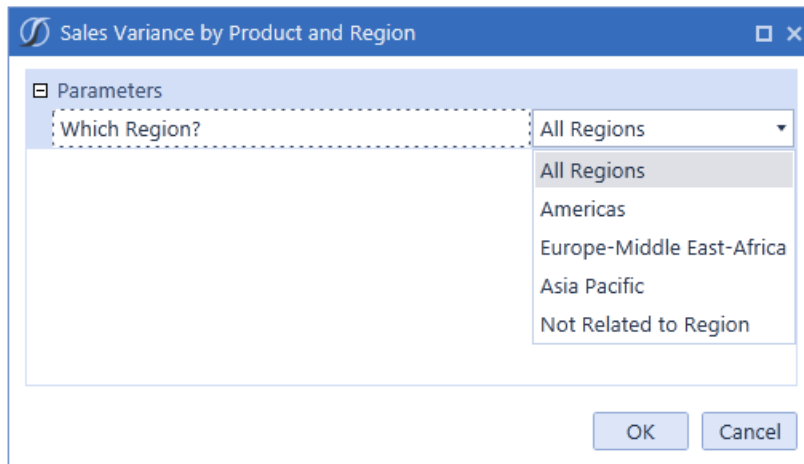 Sales Variance by Product and Region
Parameters
Which Region? All Regions
All Regions
Americas
Europe-Middle East-Africa
Asia Pacific
Not Related to Region
OK Cancel